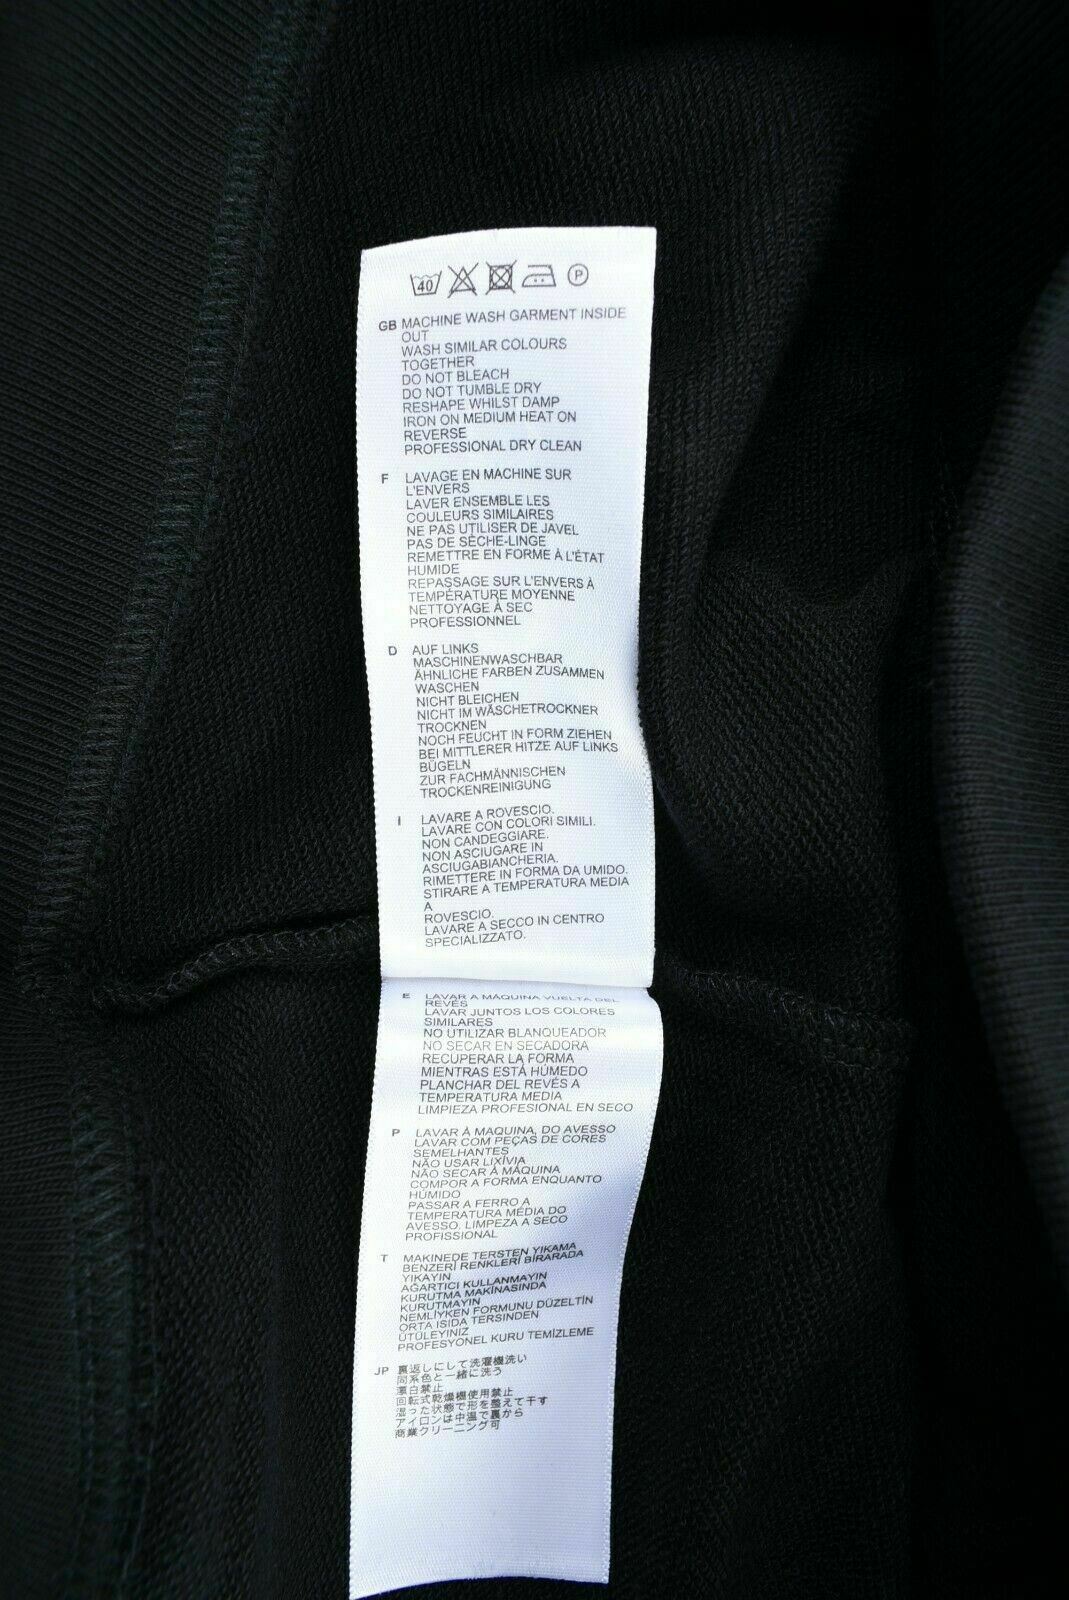 40 P
GB MACHINE WASH GARMENT INSIDE
OUT
WASH SIMILAR COLOURS
TOGETHER
DO NOT BLEACH
DO NOT TUMBLE DRY
RESHAPE WHILST DAMP
IRON ON MEDIUM HEAT ON
REVERSE
PROFESSIONAL DRY CLEAN
F LAVAGE EN MACHINE SUR
L'ENVERS
LAVER ENSEMBLE LES
COULEURS SIMILAIRES
NE PAS UTILISER DE JAVEL
PAS DE SÈCHE-LINGE
REMETTRE EN FORME À L'ÉTAT
HUMIDE
REPASSAGE SUR L'ENVERS À
TEMPÉRATURE MOYENNE
NETTOYAGE À SEC
PROFESSIONNEL
D AUF LINKS
MASCHINENWASCHBAR
ÄHNLICHE FARBEN ZUSAMMEN
WASCHEN
NICHT BLEICHEN
NICHT IM WÄSCHETROCKNER
TROCKNEN
NOCH FEUCHT IN FORM ZIEHEN
BEI MITTLERER HITZE AUF LINKS
BÜGELN
ZUR FACHMÄNNISCHEN
TROCKENREINIGUNG
I LAVARE A ROVESCIO.
LAVARE CON COLORI SIMILI.
NON CANDEGGIARE.
NON ASCIUGARE IN
ASCIUGABIANCHERIA.
RIMETTERE IN FORMA DA UMIDO.
STIRARE A TEMPERATURA MEDIA
A
ROVESCIO.
LAVARE A SECCO IN CENTRO
SPECIALIZZATO.
E LAVAR A MÁQUINA VUELTA DEL
REVÉS
LAVAR JUNTOS LOS COLORES
SIMILARES
NO UTILIZAR BLANQUEADOR
NO SECAR EN SECADORA
RECUPERAR LA FORMA
MIENTRAS ESTÁ HÚMEDO
PLANCHAR DEL REVÉS A
TEMPERATURA MEDIA
LIMPIEZA PROFESIONAL EN SECO
P LAVAR À MAQUINA, DO AVESSO
LAVAR COM PEÇAS DE CORES
SEMELHANTES
NÃO USAR LIXÍVIA
NÃO SECAR À MÁQUINA
COMPOR A FORMA ENQUANTO
HÚMIDO
PASSAR A FERRO A
TEMPERATURA MÉDIA DO
AVESSO. LIMPEZA A SECO
PROFISSIONAL
T MAKINEDE TERSTEN YIKAMA
BENZERİ RENKLERİ BİRARADA
YIKAYIN
AĞARTICI KULLANMAYIN
KURUTMA MAKİNASINDA
KURUTMAYIN
NEMLİYKEN FORMUNU DÜZELTİN
ORTA ISIDA TERSINDEN
ÜTÜLEYİNİZ
PROFESYONEL KURU TEMİZLEME
JP 裏返しにして洗濯機洗い
同系色と一緒に洗う
漂白禁止
回転式乾燥機使用禁止
湿った状態で形を整えて干す
アイロンは中温で裏から
商業クリーニング可